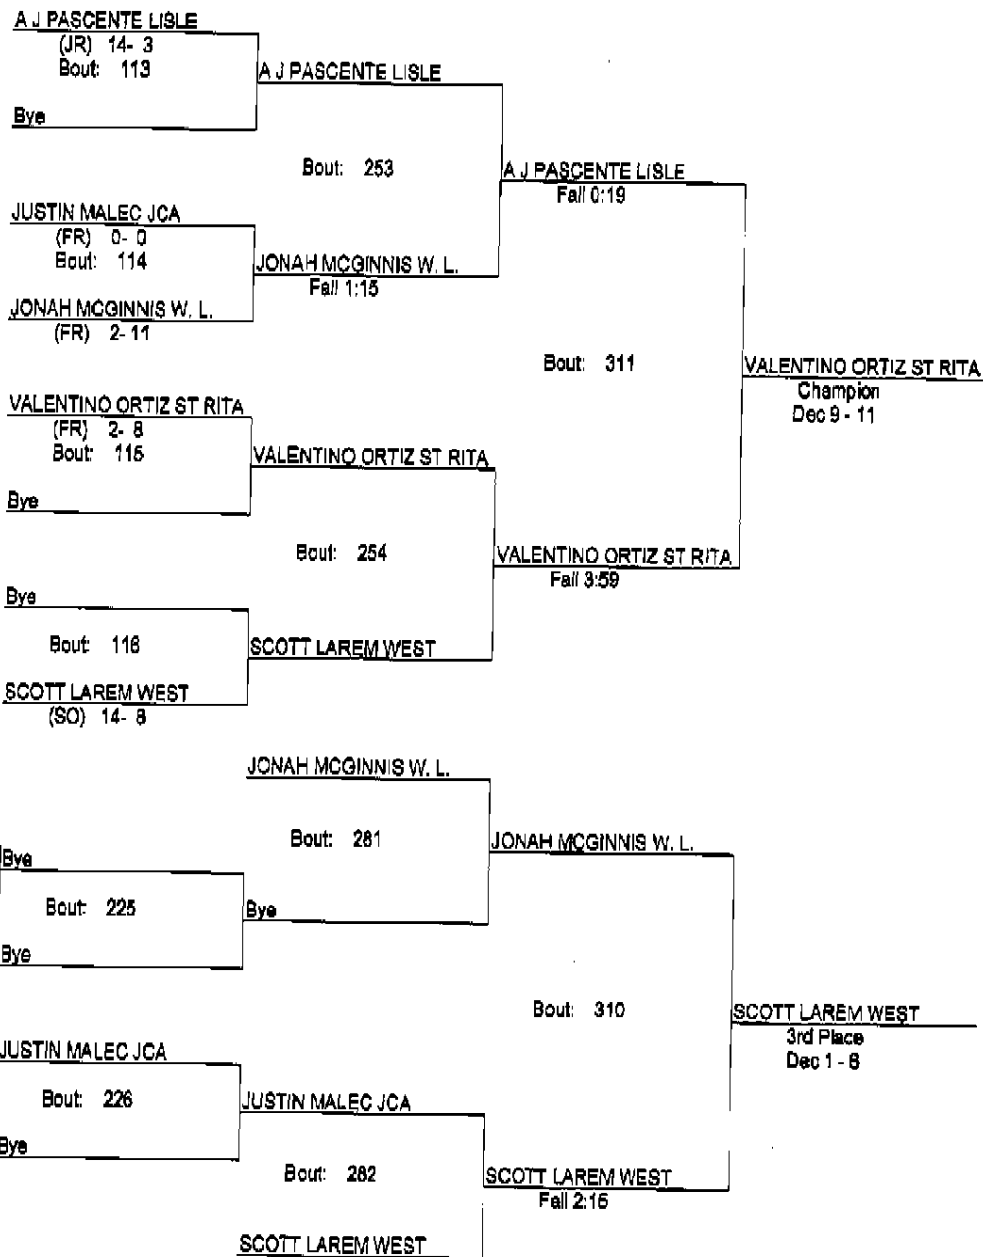 A J PASCENTE LISLE
(JR) 14- 3
Bout: 113
A J PASCENTE LISLE
Bye
Bout: 253
A J PASCENTE LISLE
Fall 0:19
JUSTIN MALEC JCA
(FR) 0- 0
Bout: 114
JONAH MCGINNIS W. L.
Fall 1:15
JONAH MCGINNIS W. L.
(FR) 2- 11
Bout: 311
VALENTINO ORTIZ ST RITA
Champion
Dec 9 - 11
VALENTINO ORTIZ ST RITA
(FR) 2- 8
Bout: 115
VALENTINO ORTIZ ST RITA
Bye
Bout: 254
VALENTINO ORTIZ ST RITA
Fall 3:59
Bye
Bout: 116
SCOTT LAREM WEST
SCOTT LAREM WEST
(SO) 14- 8
JONAH MCGINNIS W. L.
Bout: 281
JONAH MCGINNIS W. L.
Bye
Bout: 225
Bye
Bye
Bout: 310
SCOTT LAREM WEST
3rd Place
Dec 1 - 6
JUSTIN MALEC JCA
Bout: 226
JUSTIN MALEC JCA
Bye
Bout: 282
SCOTT LAREM WEST
Fall 2:16
SCOTT LAREM WEST